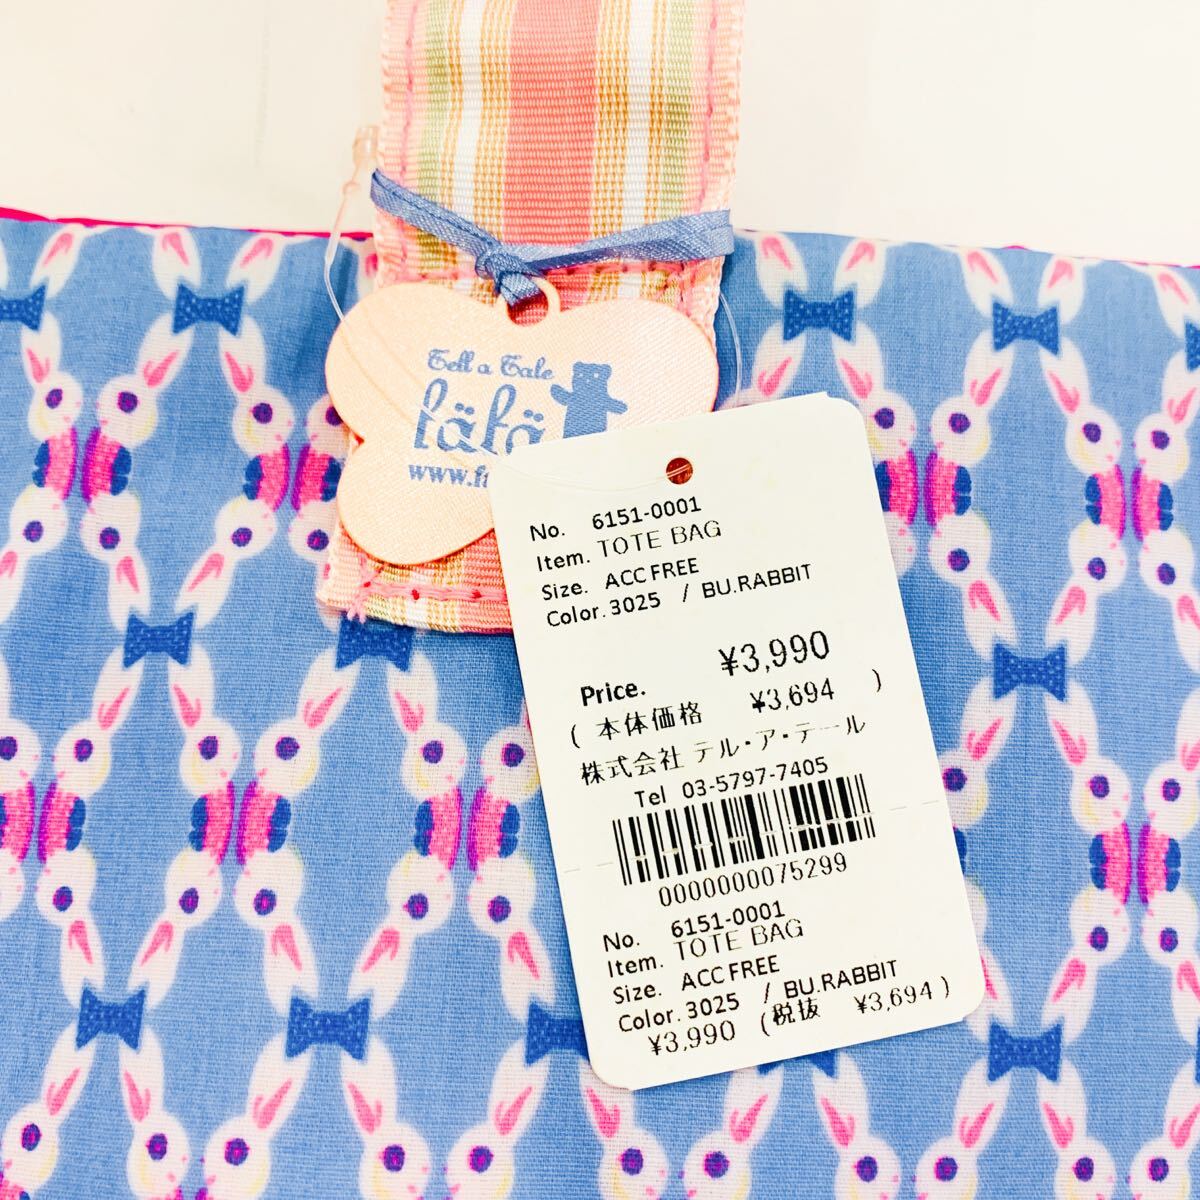 Tell a Tale
fäfä
www.f
No. 6151-0001
Item. TOTE BAG
Size. ACC FREE
Color. 3025 / BU.RABBIT
¥3,990
Price.
( 本体価格 ¥3,694 )
株式会社 テル・ア・テール
Tel 03-5797-7405
0000000075299
No. 6151-0001
Item. TOTE BAG
Size. ACC FREE
Color. 3025 / BU.RABBIT
¥3,990 (税抜 ¥3,694)